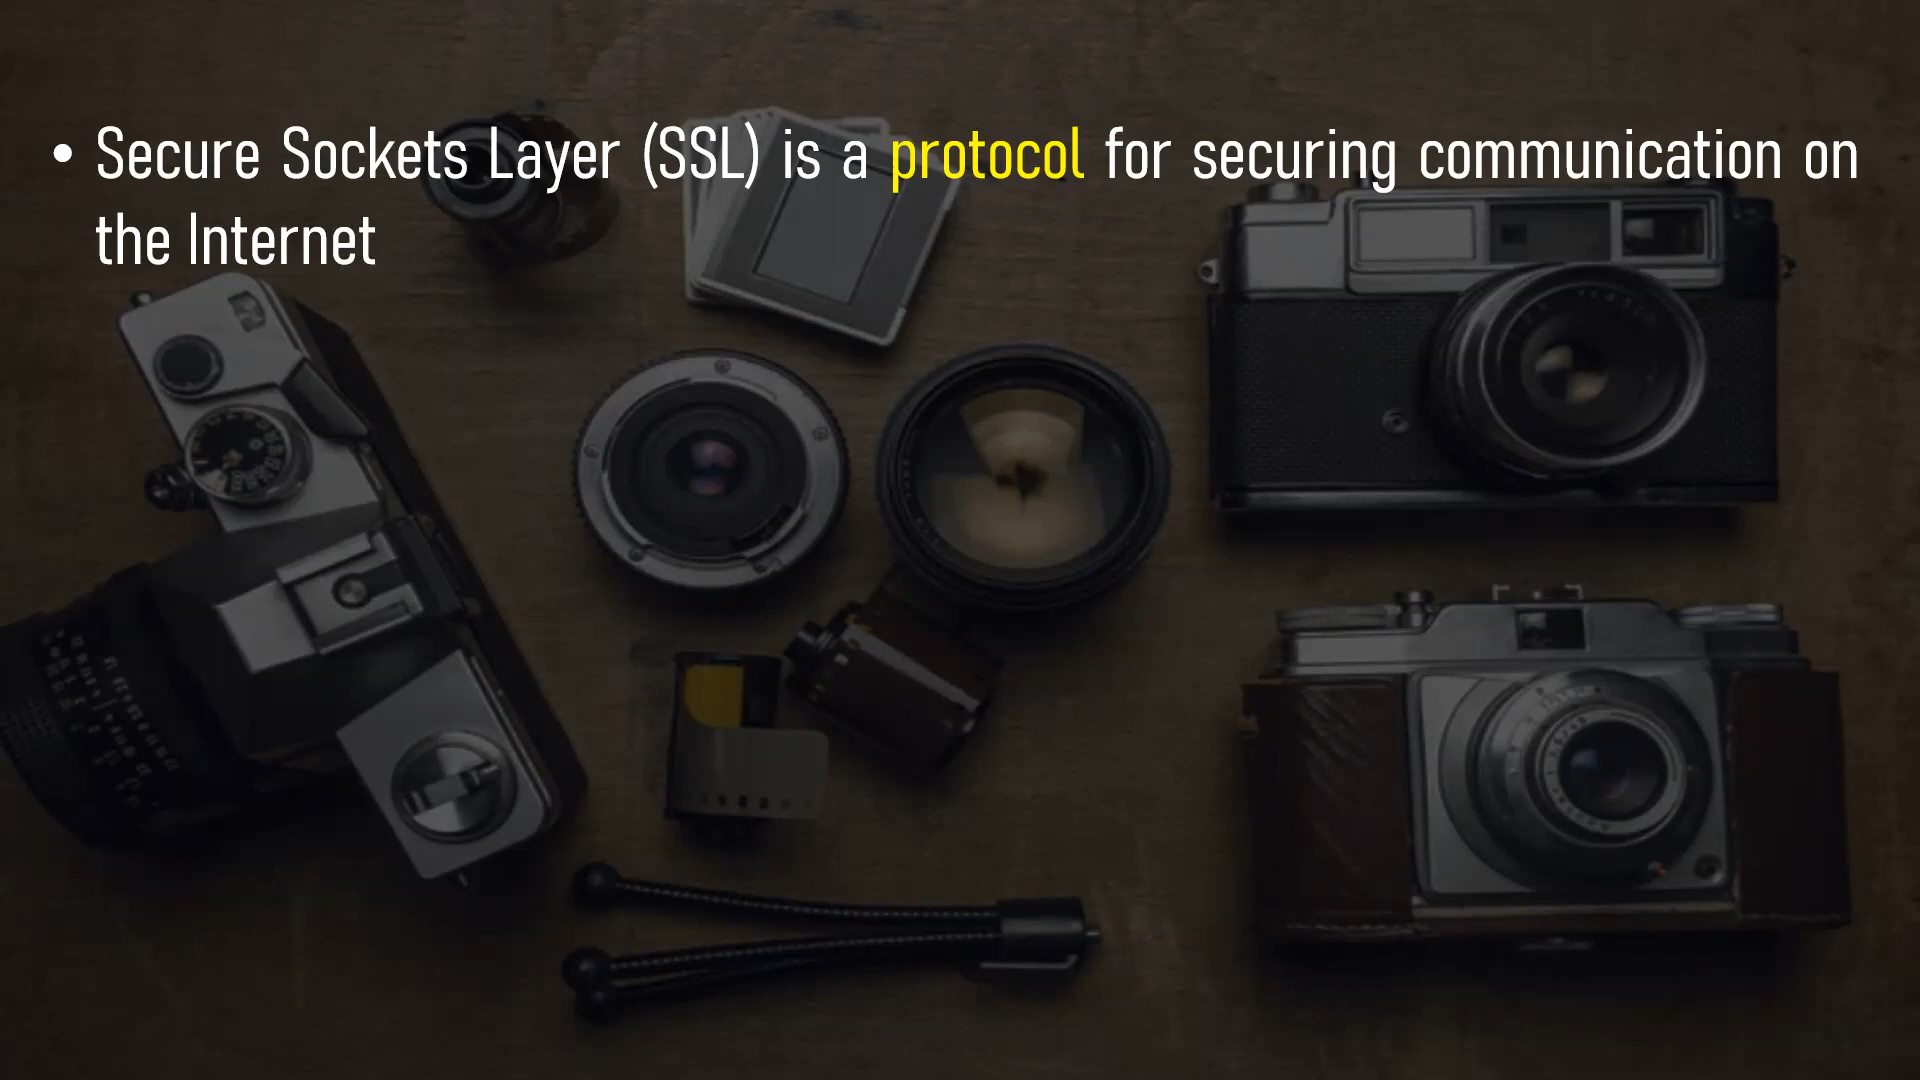 • Secure Sockets Layer (SSL) is a protocol for securing communication on
the Internet